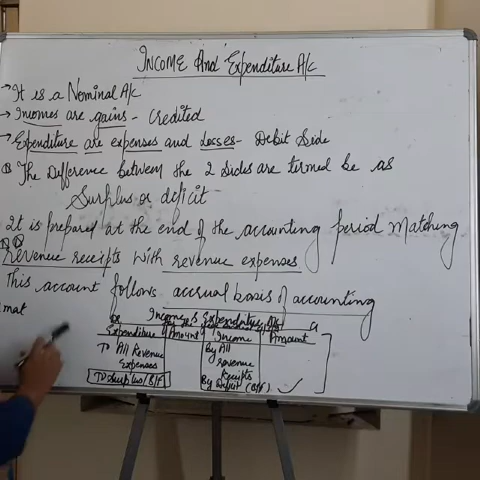 Income And Expenditure A/c
→ It is a Nominal A/c
→ Incomes are gains - Credited
→ Expenditure are expenses and losses - Debit Side
The Difference between the 2 Sides are termed be as
Surplus or deficit
It is prepared at the end of the accounting period Matching
revenue receipts with revenue expenses
This account follows accrual basis of accounting
mat
Income & Expenditure A/c
Dr Cr
Expenditure Amount Income Amount
To All Revenue Expenses By All revenue Receipts
To Surplus (B/F) By Deficit (B/F) ✓